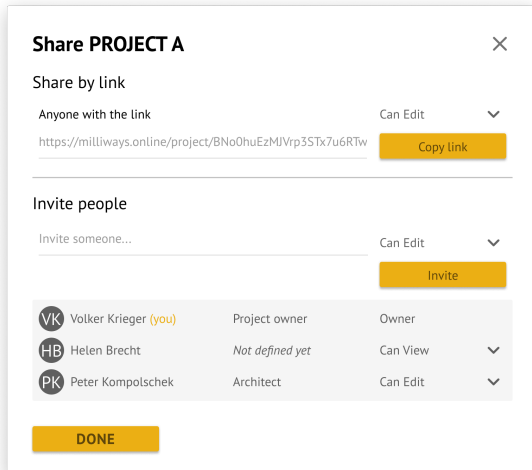 Share PROJECT A
Share by link
Anyone with the link Can Edit
https://milliways.online/project/BNo0huEzMJVrp3STx7u6RTw Copy link
Invite people
Invite someone... Can Edit
Invite
VK Volker Krieger (you) Project owner Owner
HB Helen Brecht Not defined yet Can View
PK Peter Kompolschek Architect Can Edit
DONE